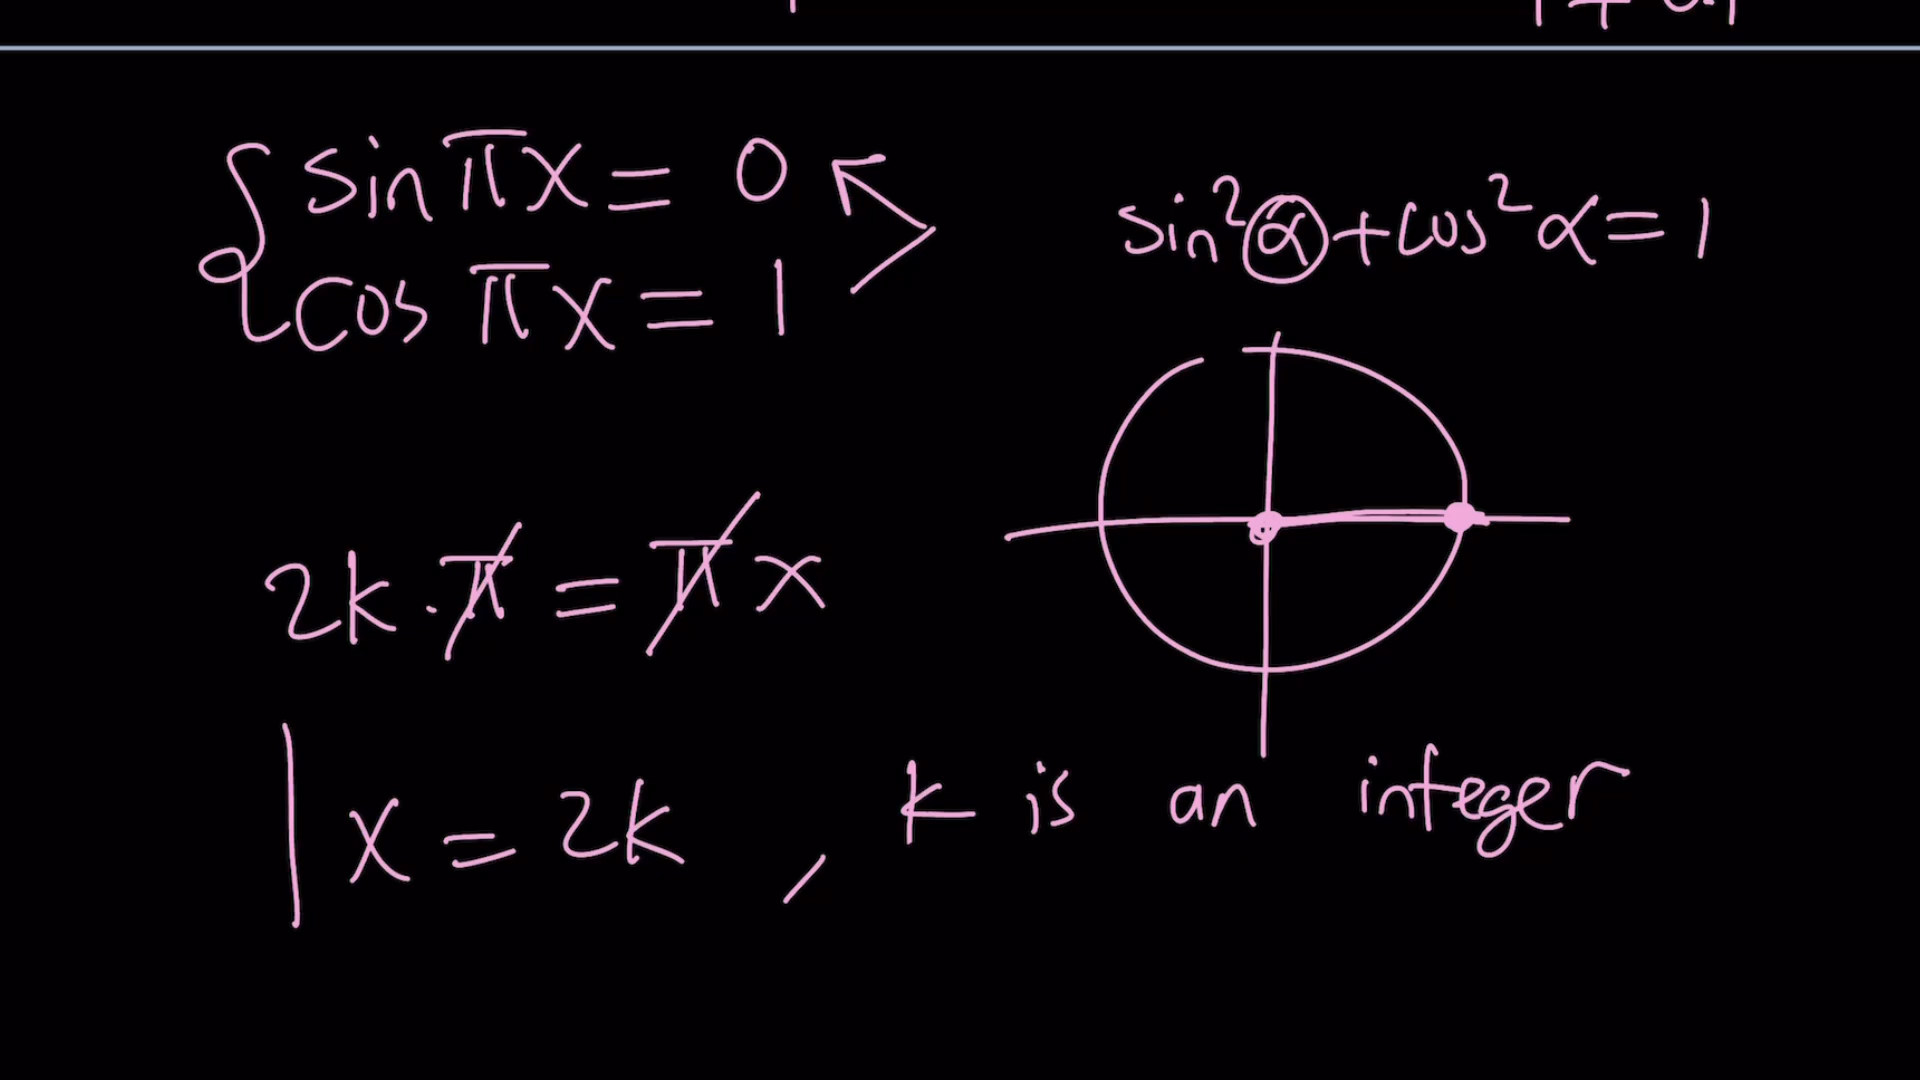 sin πx = 0
cos πx = 1
sin²α + cos²α = 1
2k · π = πx
x = 2k , k is an integer